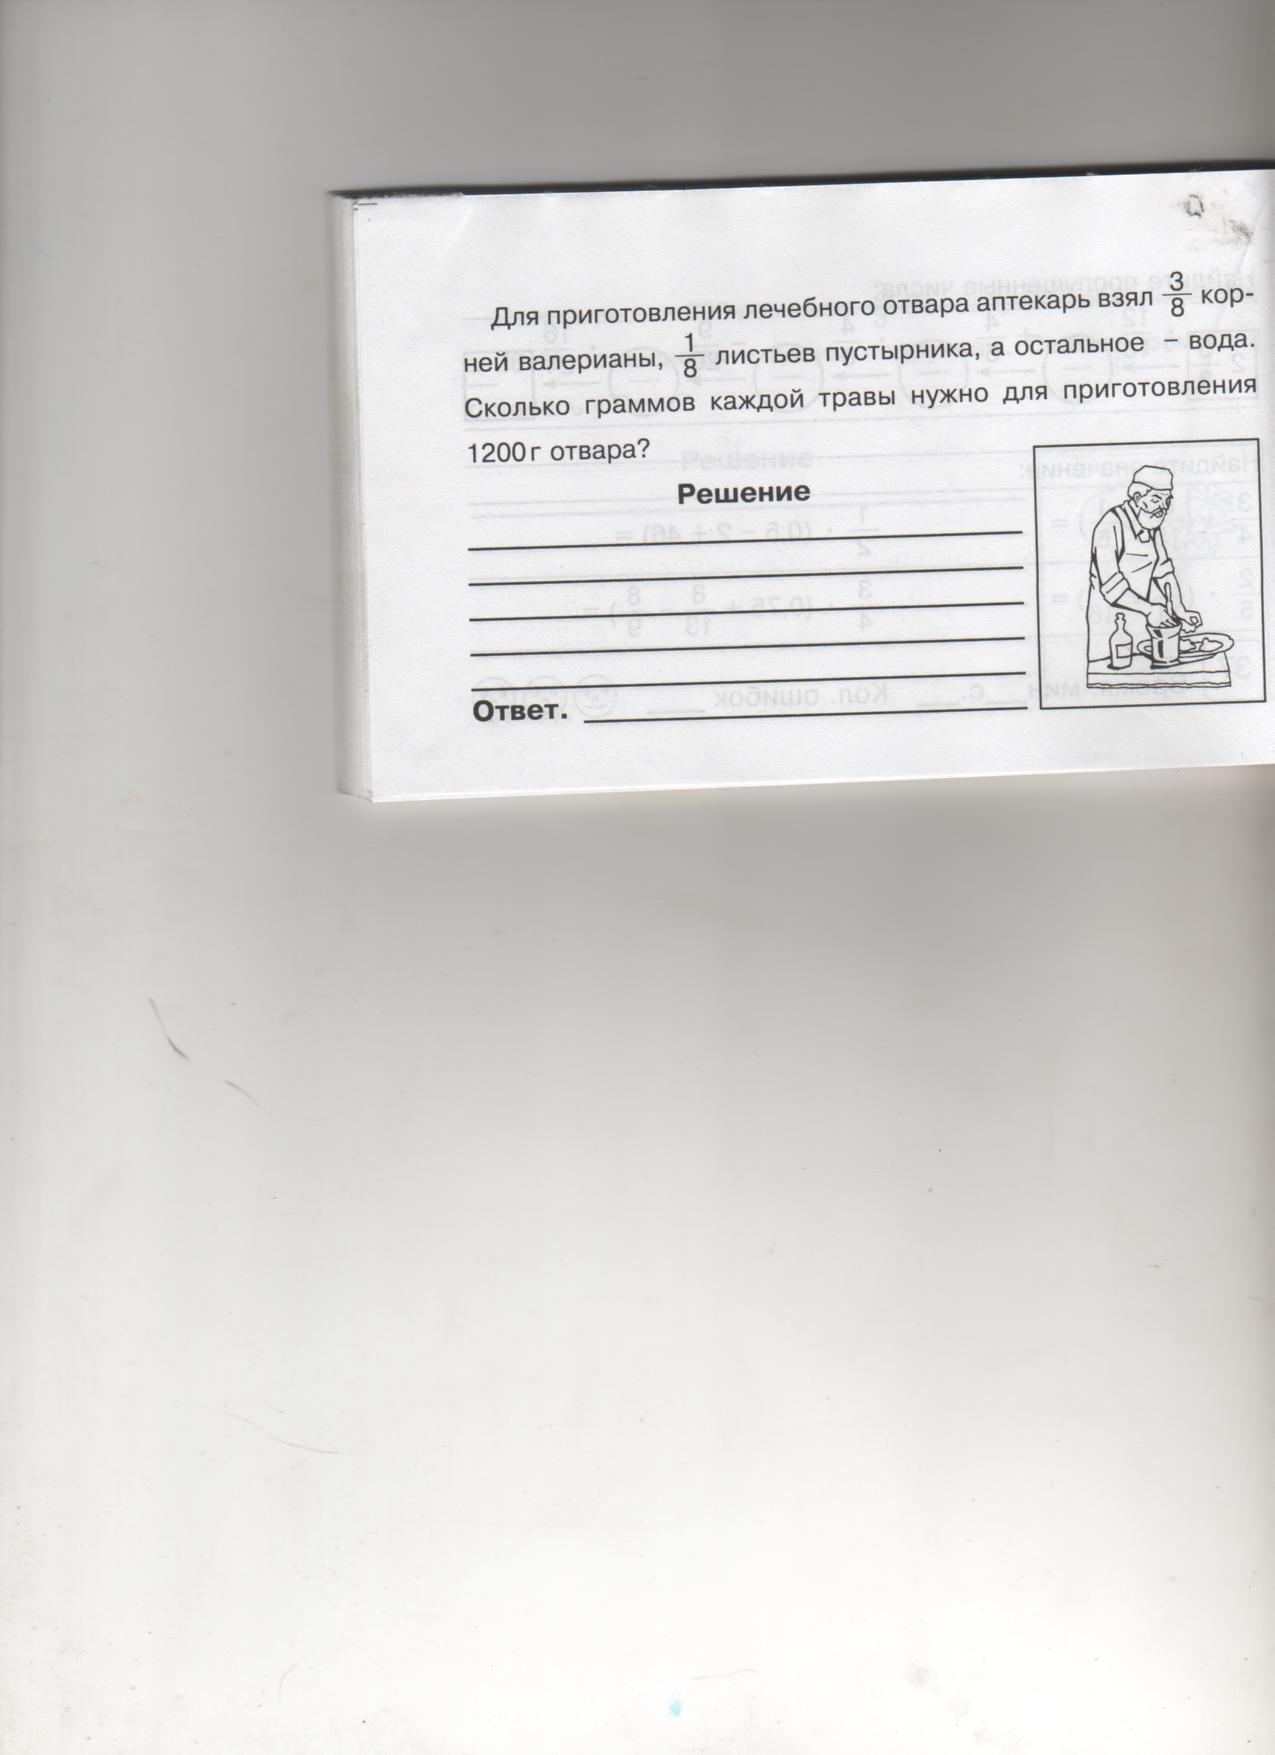 Для приготовления лечебного отвара аптекарь взял 3/8 кор-
ней валерианы, 1/8 листьев пустырника, а остальное – вода.
Сколько граммов каждой травы нужно для приготовления
1200 г отвара?
Решение
Ответ.